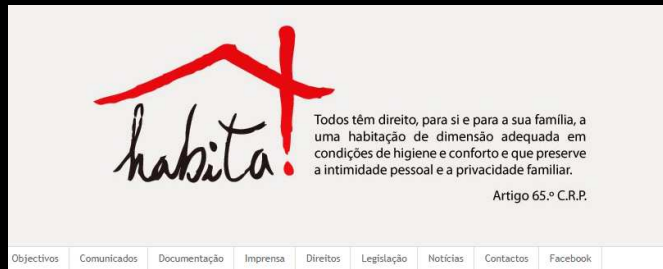 habita!
Todos têm direito, para si e para a sua família, a
uma habitação de dimensão adequada em
condições de higiene e conforto e que preserve
a intimidade pessoal e a privacidade familiar.
Artigo 65.º C.R.P.
Objectivos Comunicados Documentação Imprensa Direitos Legislação Notícias Contactos Facebook